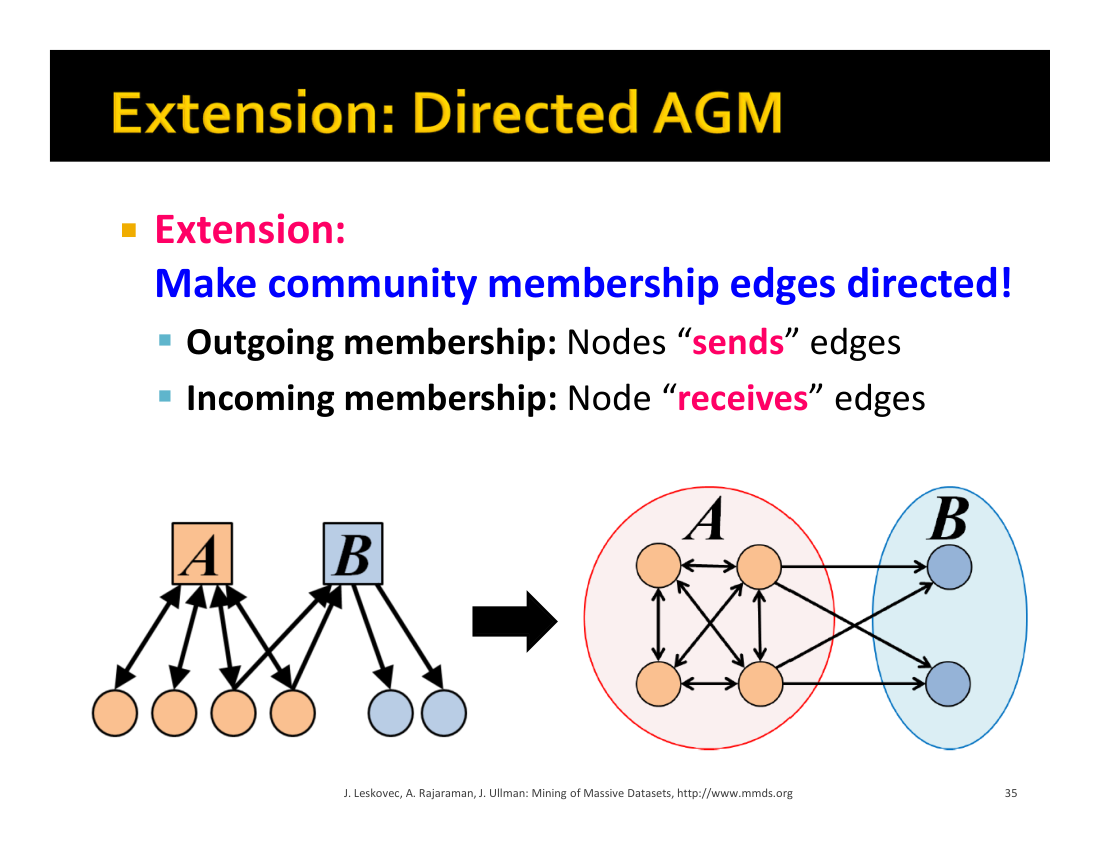 Extension: Directed AGM
Extension:
Make community membership edges directed!
Outgoing membership: Nodes “sends” edges
Incoming membership: Node “receives” edges
A B
A B
J. Leskovec, A. Rajaraman, J. Ullman: Mining of Massive Datasets, http://www.mmds.org 35